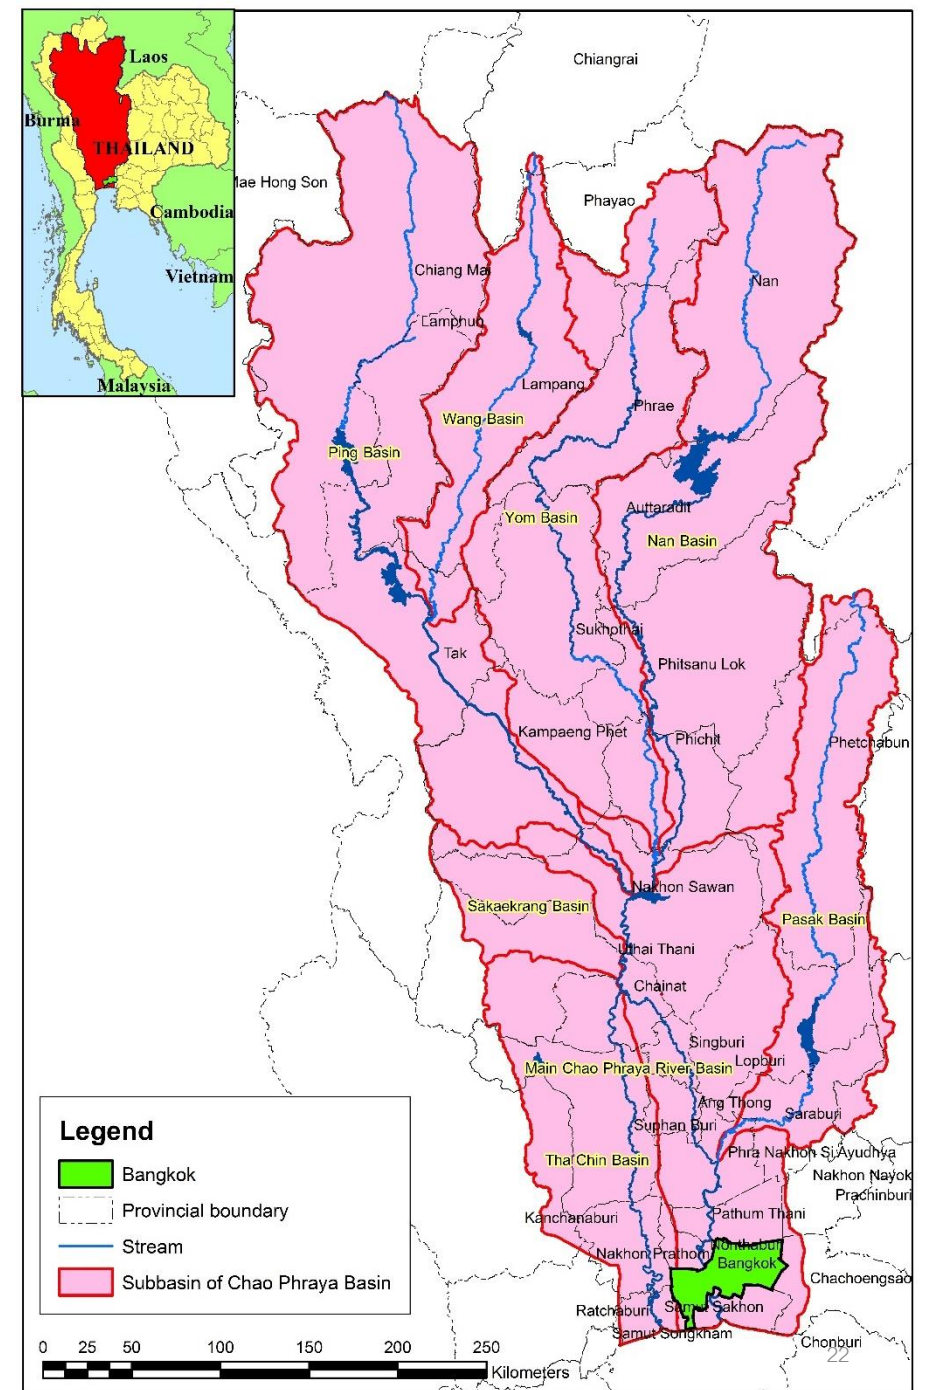 Laos
Burma
THAILAND
Cambodia
Vietnam
Malaysia
Chiangrai
Mae Hong Son
Phayao
Chiang Mai
Nan
Lamphun
Lampang
Phrae
Wang Basin
Ping Basin
Auttaradit
Yom Basin
Nan Basin
Sukhothai
Tak
Phitsanu Lok
Kampaeng Phet
Phichit
Phetchabun
Nakhon Sawan
Sakaekrang Basin
Pasak Basin
Uthai Thani
Chainat
Singburi
Lopburi
Main Chao Phraya River Basin
Ang Thong
Saraburi
Suphan Buri
Phra Nakhon Si Ayudhya
Tha Chin Basin
Nakhon Nayok
Prachinburi
Pathum Thani
Kanchanaburi
Nonthaburi
Nakhon Prathom
Bangkok
Chachoengsao
Ratchaburi
Samut Sakhon
Samut Songkham
Chonburi
22
Legend
Bangkok
Provincial boundary
Stream
Subbasin of Chao Phraya Basin
0 25 50 100 150 200 250
Kilometers